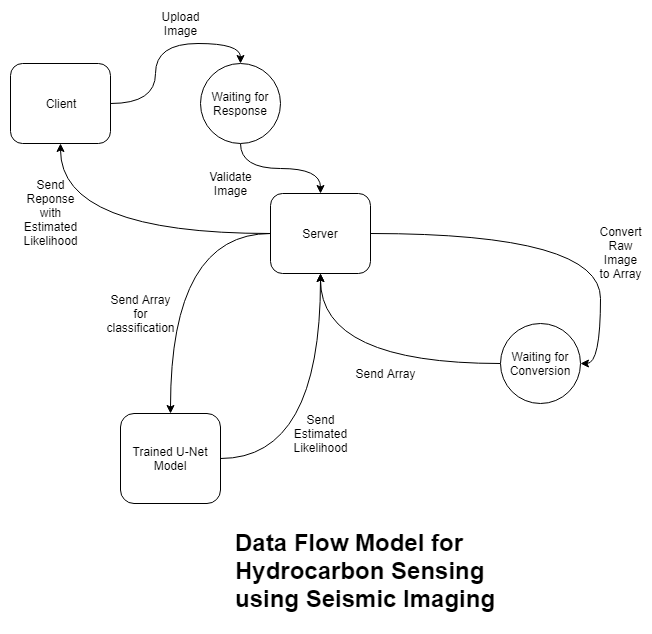 Upload
Image
Client
Waiting for
Response
Validate
Image
Send
Reponse
with
Estimated
Likelihood
Server
Convert
Raw
Image
to Array
Send Array
for
classification
Waiting for
Conversion
Send Array
Send
Estimated
Likelihood
Trained U-Net
Model
Data Flow Model for
Hydrocarbon Sensing
using Seismic Imaging